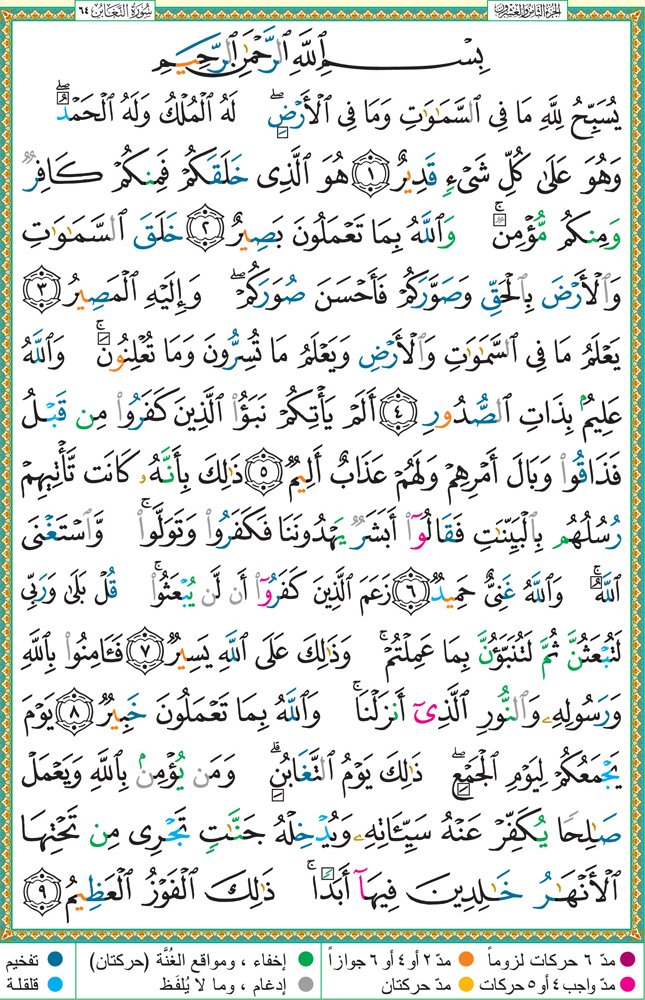 الجزء الثامن والعشرون
سورة التغابن ٦٤
بِسْمِ ٱللَّهِ ٱلرَّحْمَٰنِ ٱلرَّحِيمِ
يُسَبِّحُ لِلَّهِ مَا فِى ٱلسَّمَٰوَٰتِ وَمَا فِى ٱلْأَرْضِۖ لَهُ ٱلْمُلْكُ وَلَهُ ٱلْحَمْدُۖ
وَهُوَ عَلَىٰ كُلِّ شَىْءٍ قَدِيرٌ ١ هُوَ ٱلَّذِى خَلَقَكُمْ فَمِنكُمْ كَافِرٌ
وَمِنكُم مُّؤْمِنٌۚ وَٱللَّهُ بِمَا تَعْمَلُونَ بَصِيرٌ ٢ خَلَقَ ٱلسَّمَٰوَٰتِ
وَٱلْأَرْضَ بِٱلْحَقِّ وَصَوَّرَكُمْ فَأَحْسَنَ صُوَرَكُمْۖ وَإِلَيْهِ ٱلْمَصِيرُ ٣
يَعْلَمُ مَا فِى ٱلسَّمَٰوَٰتِ وَٱلْأَرْضِ وَيَعْلَمُ مَا تُسِرُّونَ وَمَا تُعْلِنُونَۚ وَٱللَّهُ
عَلِيمٌۢ بِذَاتِ ٱلصُّدُورِ ٤ أَلَمْ يَأْتِكُمْ نَبَؤُا۟ ٱلَّذِينَ كَفَرُوا۟ مِن قَبْلُ
فَذَاقُوا۟ وَبَالَ أَمْرِهِمْ وَلَهُمْ عَذَابٌ أَلِيمٌ ٥ ذَٰلِكَ بِأَنَّهُۥ كَانَت تَّأْتِيهِمْ
رُسُلُهُم بِٱلْبَيِّنَٰتِ فَقَالُوٓا۟ أَبَشَرٌ يَهْدُونَنَا فَكَفَرُوا۟ وَتَوَلَّوا۟ۚ وَّٱسْتَغْنَى
ٱللَّهُۚ وَٱللَّهُ غَنِىٌّ حَمِيدٌ ٦ زَعَمَ ٱلَّذِينَ كَفَرُوٓا۟ أَن لَّن يُبْعَثُوا۟ۚ قُلْ بَلَىٰ وَرَبِّى
لَتُبْعَثُنَّ ثُمَّ لَتُنَبَّؤُنَّ بِمَا عَمِلْتُمْۚ وَذَٰلِكَ عَلَى ٱللَّهِ يَسِيرٌ ٧ فَـَٔامِنُوا۟ بِٱللَّهِ
وَرَسُولِهِۦ وَٱلنُّورِ ٱلَّذِىٓ أَنزَلْنَاۚ وَٱللَّهُ بِمَا تَعْمَلُونَ خَبِيرٌ ٨ يَوْمَ
يَجْمَعُكُمْ لِيَوْمِ ٱلْجَمْعِۖ ذَٰلِكَ يَوْمُ ٱلتَّغَابُنِۗ وَمَن يُؤْمِنۢ بِٱللَّهِ وَيَعْمَلْ
صَٰلِحًا يُكَفِّرْ عَنْهُ سَيِّـَٔاتِهِۦ وَيُدْخِلْهُ جَنَّٰتٍ تَجْرِى مِن تَحْتِهَا
ٱلْأَنْهَٰرُ خَٰلِدِينَ فِيهَآ أَبَدًاۚ ذَٰلِكَ ٱلْفَوْزُ ٱلْعَظِيمُ ٩
مدّ ٦ حركات لزوماً مدّ ٢ أو ٤ أو ٦ جوازاً إخفاء ، ومواقع الغُنَّة (حركتان) تفخيم
مدّ واجب ٤ أو ٥ حركات مدّ حركتان إدغام ، وما لا يُلفَظ قلقلة